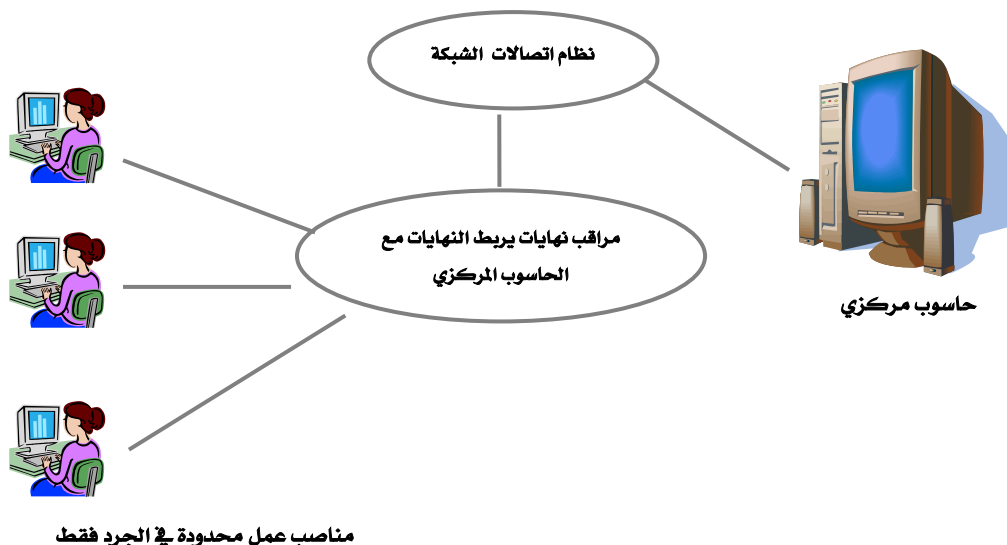 نظام اتصالات الشبكة
مراقب نهايات يربط النهايات مع
الحاسوب المركزي
حاسوب مركزي
مناصب عمل محدودة في الجرد فقط